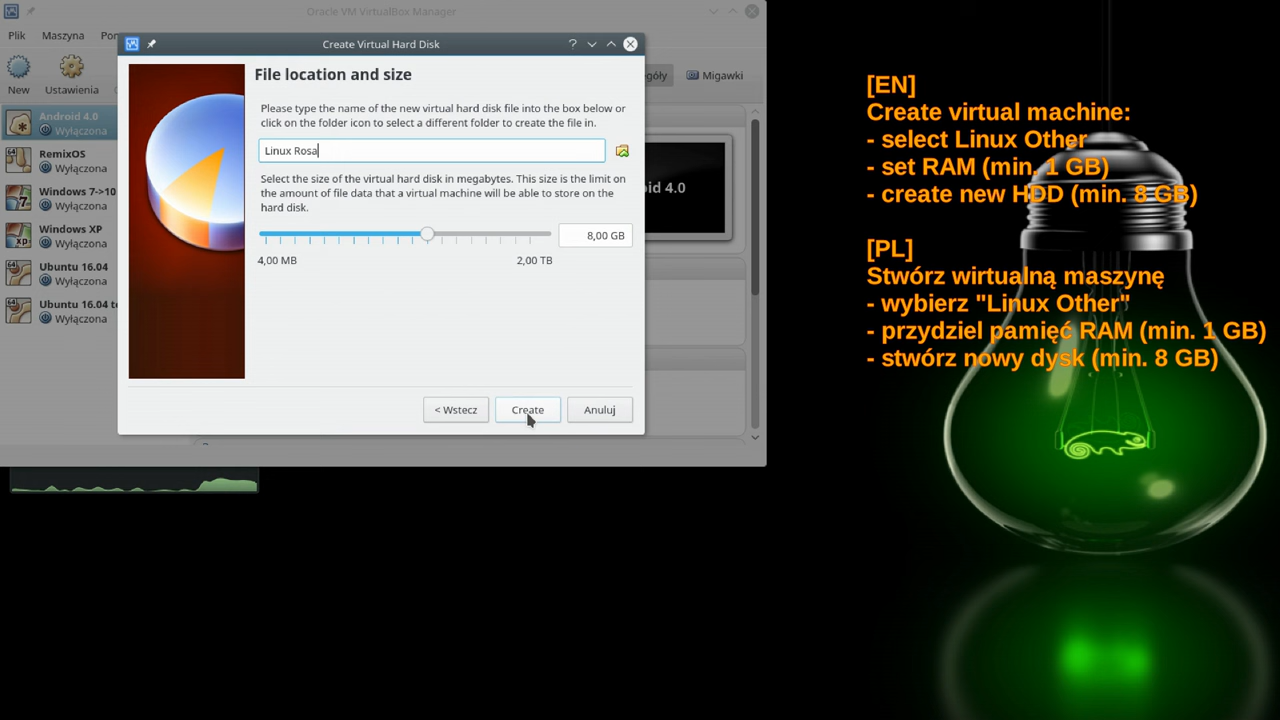 Oracle VM VirtualBox Manager
Plik Maszyna
New
Ustawienia
Migawki
Android 4.0
Wyłączona
RemixOS
Wyłączona
Windows 7->10
Wyłączona
Windows XP
Wyłączona
Ubuntu 16.04
Wyłączona
Ubuntu 16.04
Wyłączona
Create Virtual Hard Disk
File location and size
Please type the name of the new virtual hard disk file into the box below or
click on the folder icon to select a different folder to create the file in.
Linux Rosa
Select the size of the virtual hard disk in megabytes. This size is the limit on
the amount of file data that a virtual machine will be able to store on the
hard disk.
8,00 GB
4,00 MB 2,00 TB
< Wstecz Create Anuluj
4.0
[EN]
Create virtual machine:
- select Linux Other
- set RAM (min. 1 GB)
- create new HDD (min. 8 GB)
[PL]
Stwórz wirtualną maszynę
- wybierz "Linux Other"
- przydziel pamięć RAM (min. 1 GB)
- stwórz nowy dysk (min. 8 GB)